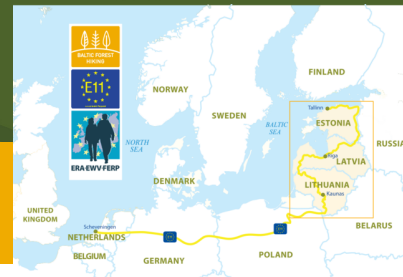 BALTIC FOREST
HIKING
E11
ERA-EWV-FERP
NORWAY
SWEDEN
FINLAND
Tallinn
ESTONIA
BALTIC
SEA
NORTH
SEA
RUSSIA
Riga
LATVIA
DENMARK
LITHUANIA
Kaunas
UNITED
KINGDOM
Scheveningen
NETHERLANDS
BELARUS
BELGIUM
GERMANY
POLAND